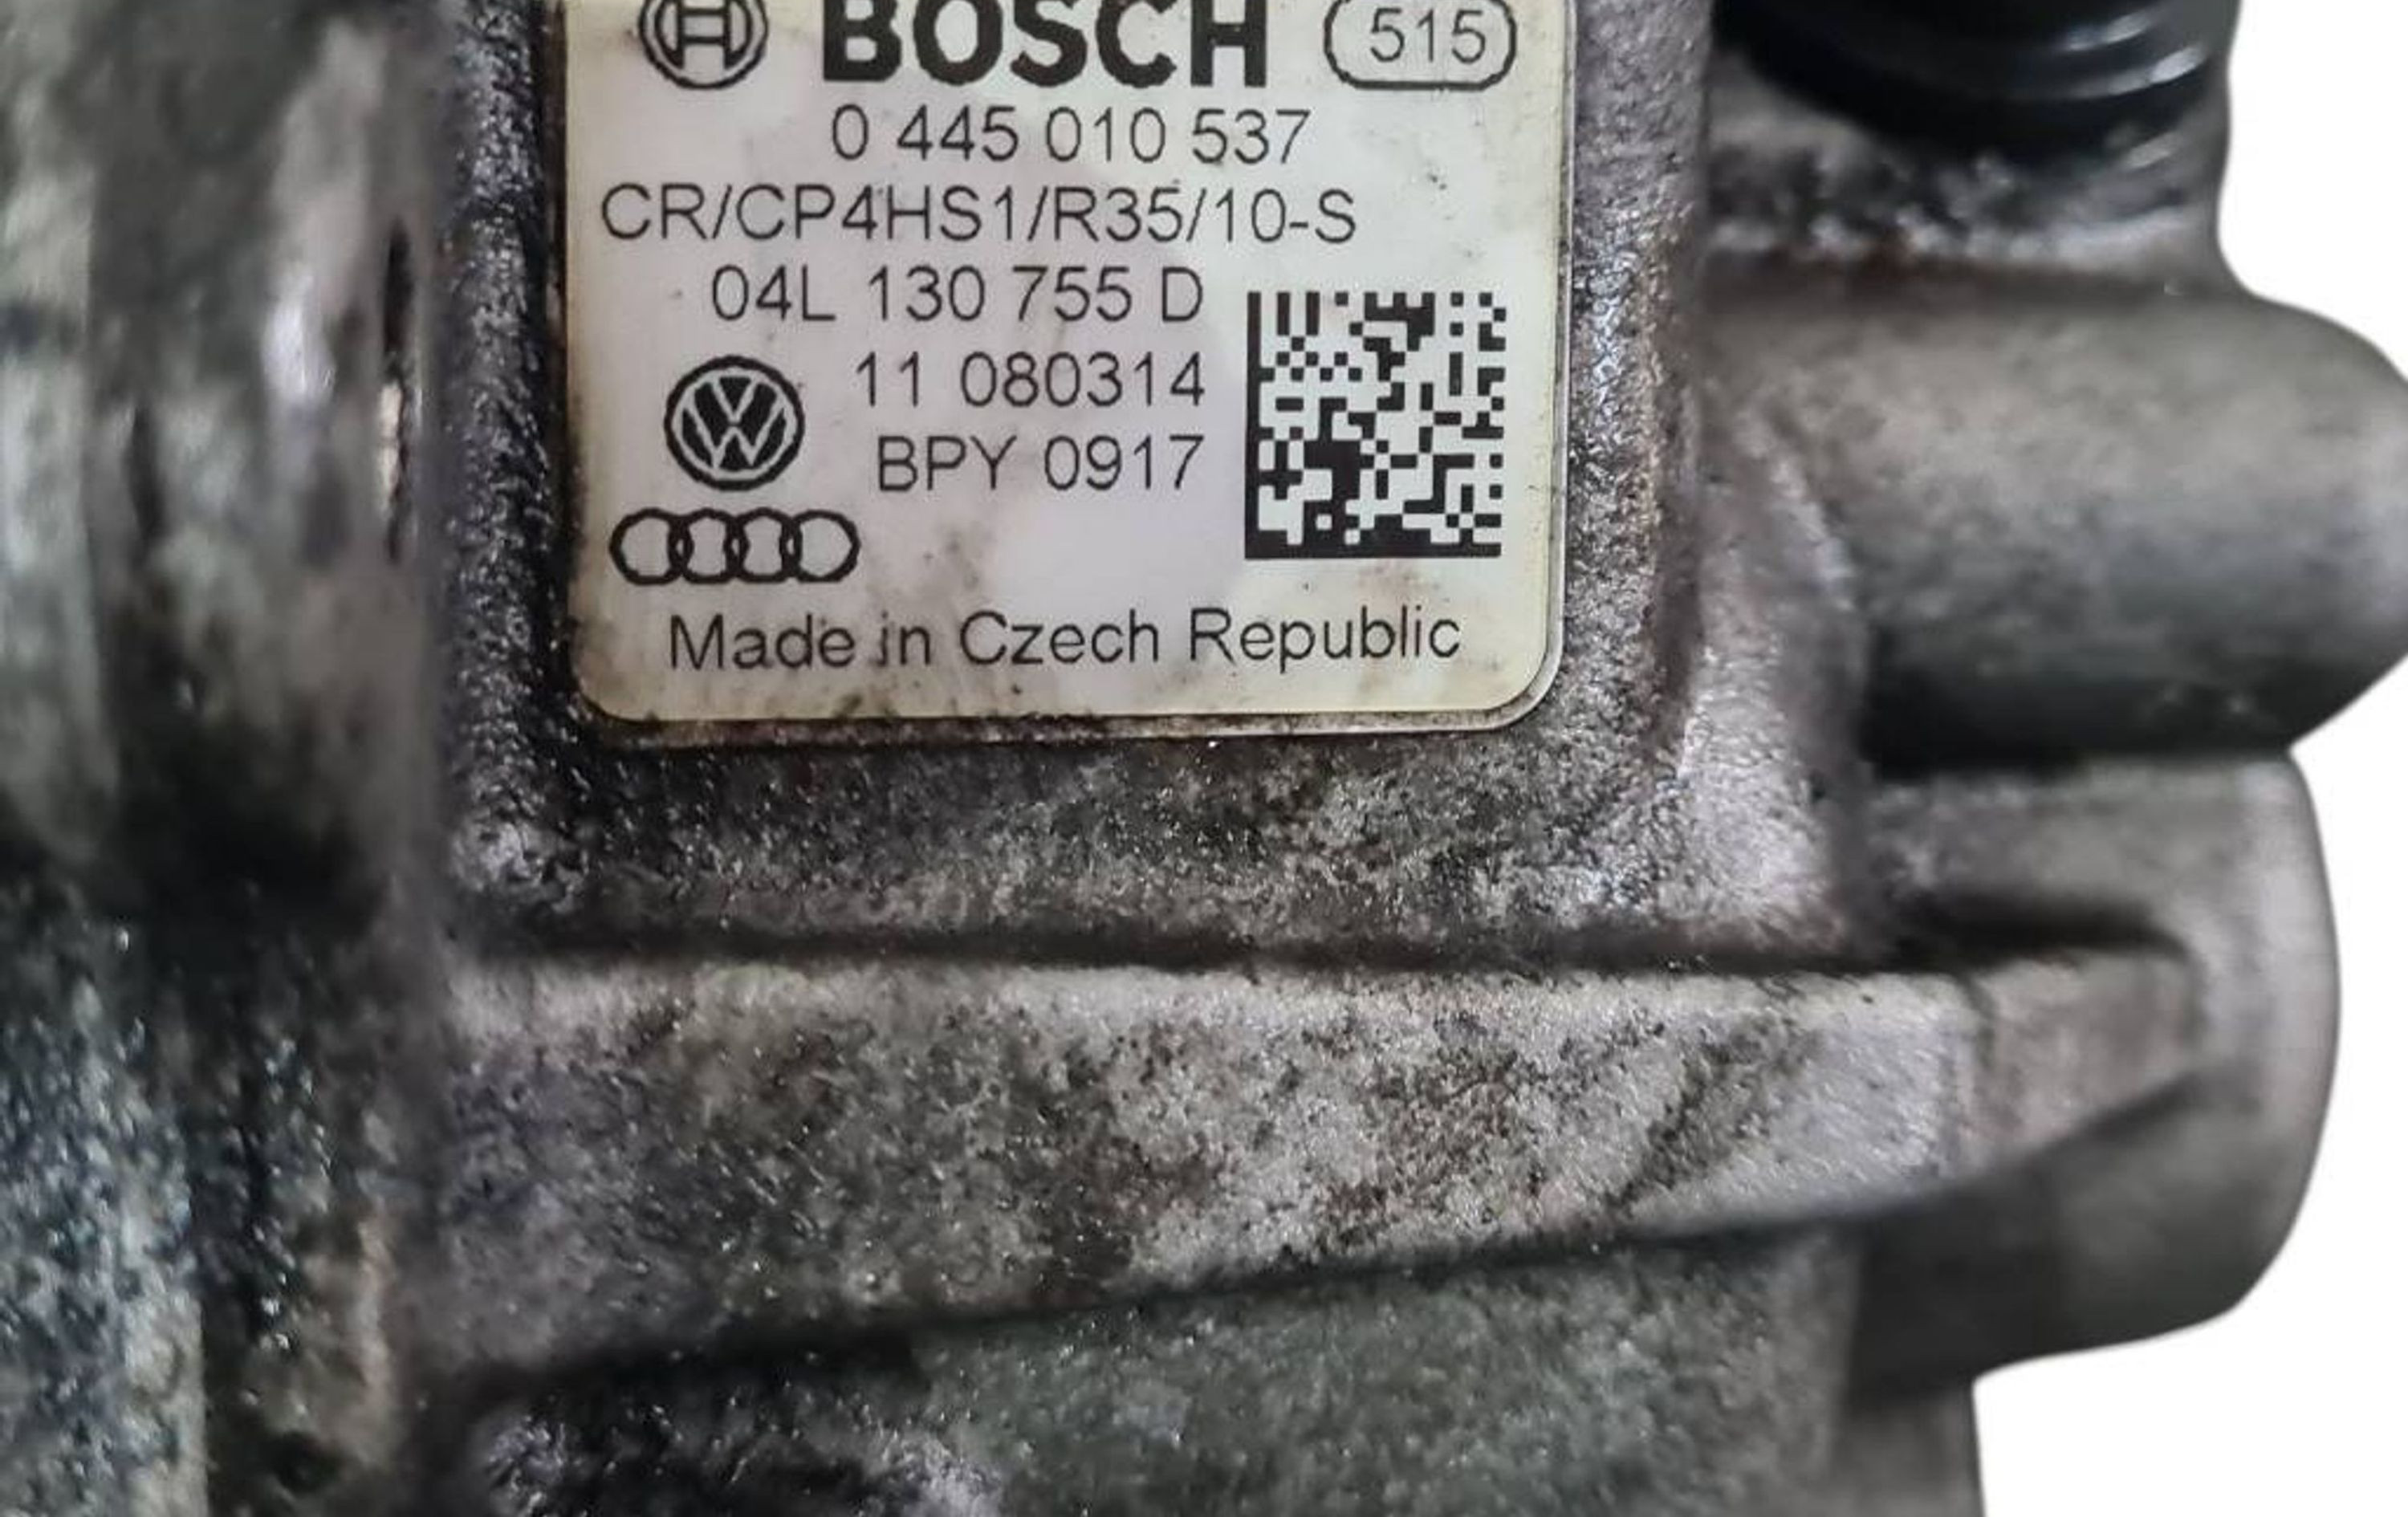 BOSCH 515
0 445 010 537
CR/CP4HS1/R35/10-S
04L 130 755 D
11 080314
BPY 0917
Made in Czech Republic